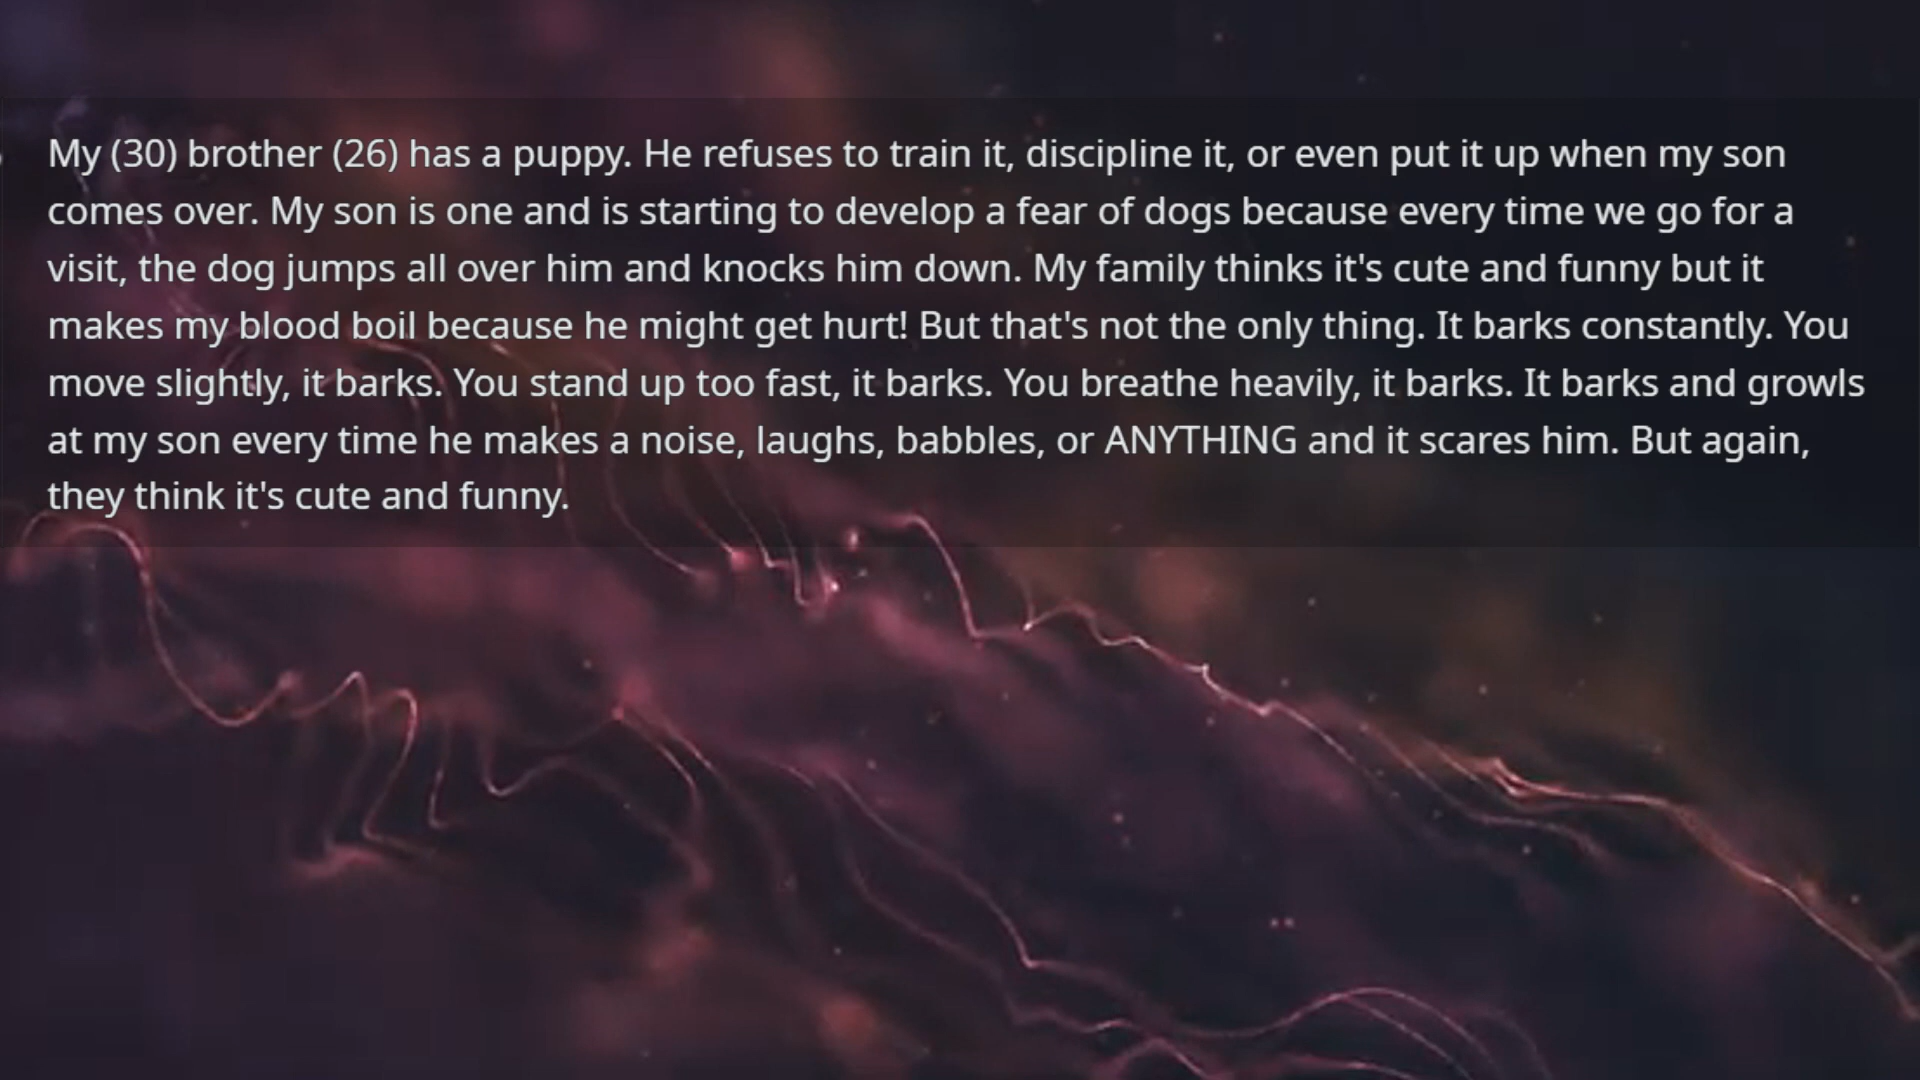 My (30) brother (26) has a puppy. He refuses to train it, discipline it, or even put it up when my son
comes over. My son is one and is starting to develop a fear of dogs because every time we go for a
visit, the dog jumps all over him and knocks him down. My family thinks it's cute and funny but it
makes my blood boil because he might get hurt! But that's not the only thing. It barks constantly. You
move slightly, it barks. You stand up too fast, it barks. You breathe heavily, it barks. It barks and growls
at my son every time he makes a noise, laughs, babbles, or ANYTHING and it scares him. But again,
they think it's cute and funny.